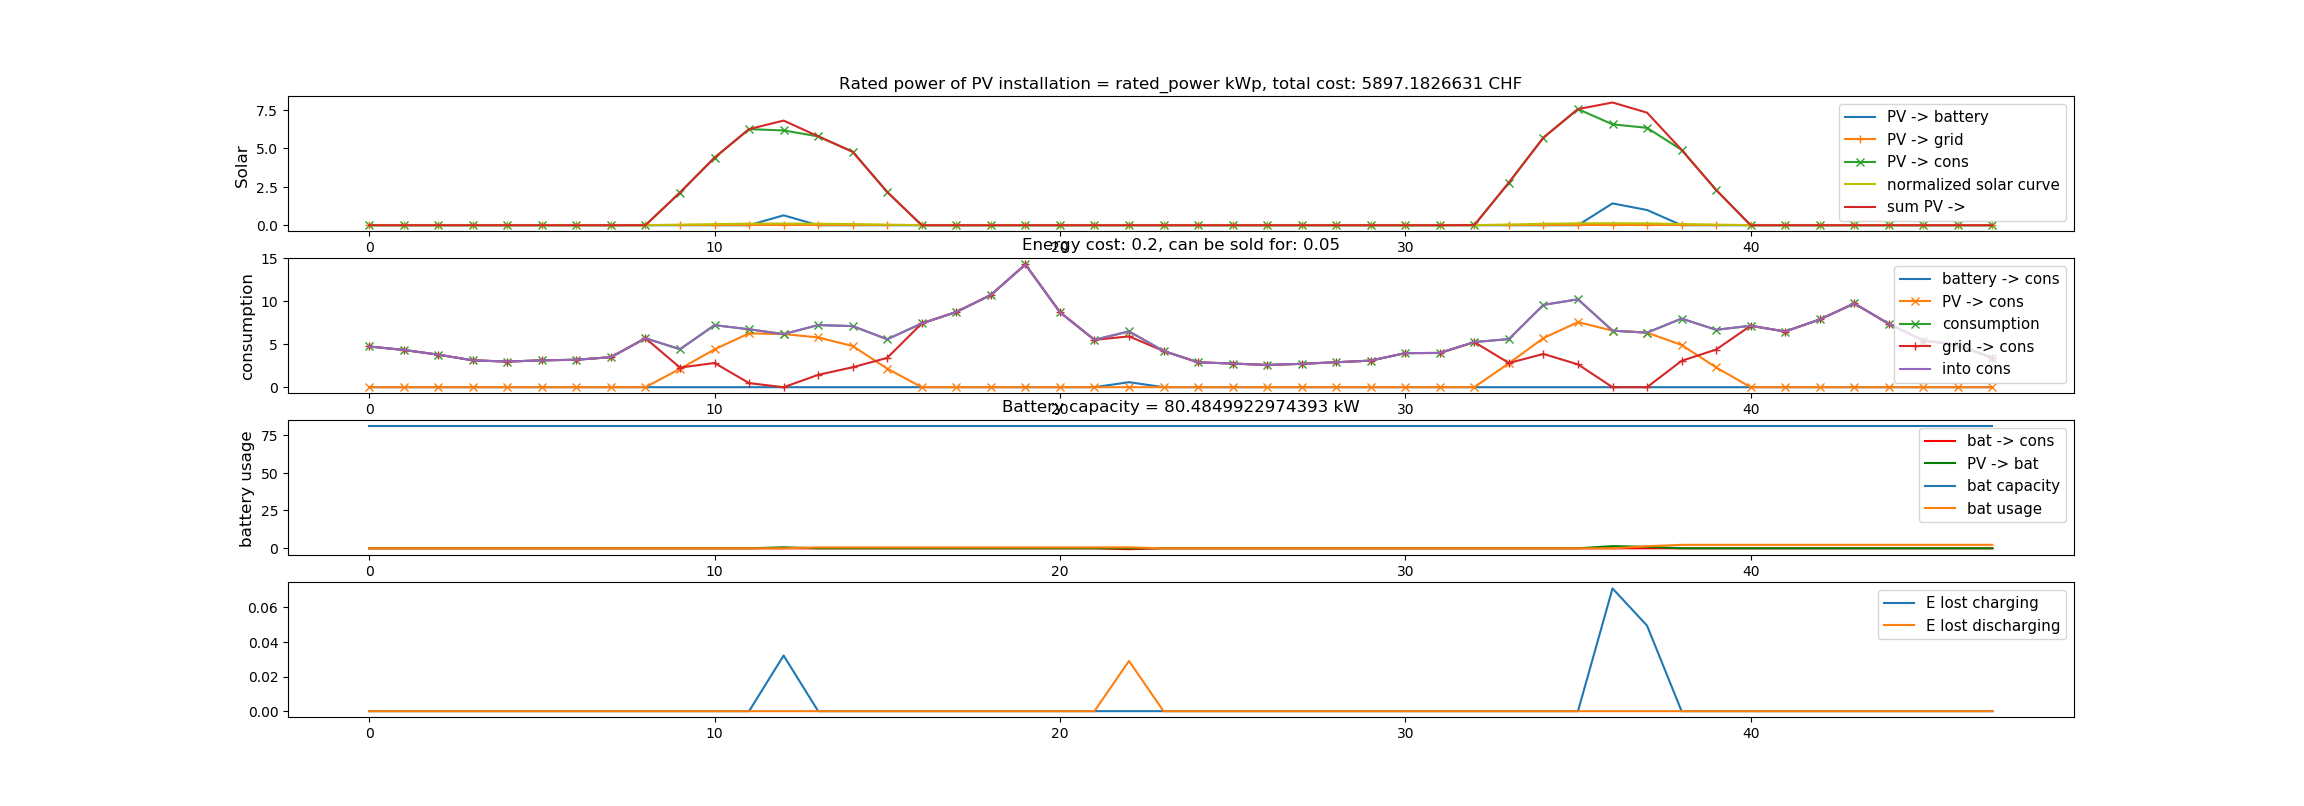 Rated power of PV installation = rated_power kWp, total cost: 5897.1826631 CHF
Solar
7.5
5.0
2.5
0.0
PV -> battery
PV -> grid
PV -> cons
normalized solar curve
sum PV ->
0 10 20 30 40
Energy cost: 0.2, can be sold for: 0.05
consumption
15
10
5
0
battery -> cons
PV -> cons
consumption
grid -> cons
into cons
0 10 20 30 40
Battery capacity = 80.4849922974393 kW
battery usage
75
50
25
0
bat -> cons
PV -> bat
bat capacity
bat usage
0 10 20 30 40
0.06
0.04
0.02
0.00
E lost charging
E lost discharging
0 10 20 30 40